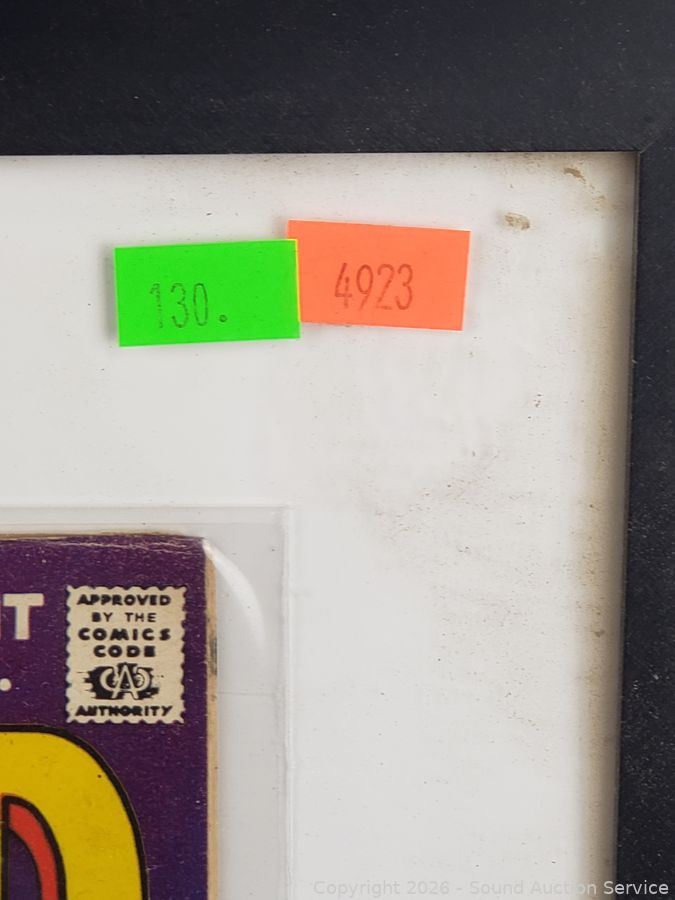 130.
4923
T
APPROVED
BY THE
COMICS
CODE
CA
AUTHORITY
.
D
Copyright 2026 - Sound Auction Service